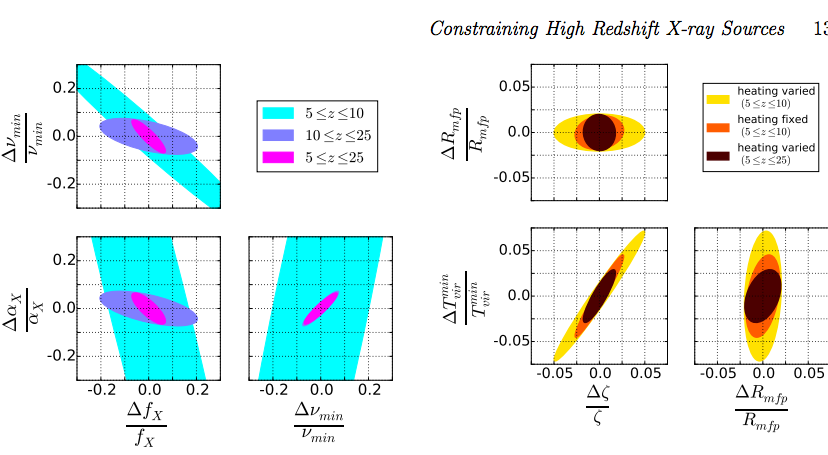 Constraining High Redshift X-ray Sources 13
0.2
0.0
-0.2
Δν_min
ν_min
5≤z≤10
10≤z≤25
5≤z≤25
0.2
0.0
-0.2
Δα_X
α_X
-0.2 0.0 0.2
Δf_X
f_X
-0.2 0.0 0.2
Δν_min
ν_min
0.05
0.0
-0.05
ΔR_mfp
R_mfp
heating varied
(5≤z≤10)
heating fixed
(5≤z≤10)
heating varied
(5≤z≤25)
0.05
0.0
-0.05
ΔT_vir^min
T_vir^min
-0.05 0.0 0.05
Δζ
ζ
-0.05 0.0 0.05
ΔR_mfp
R_mfp